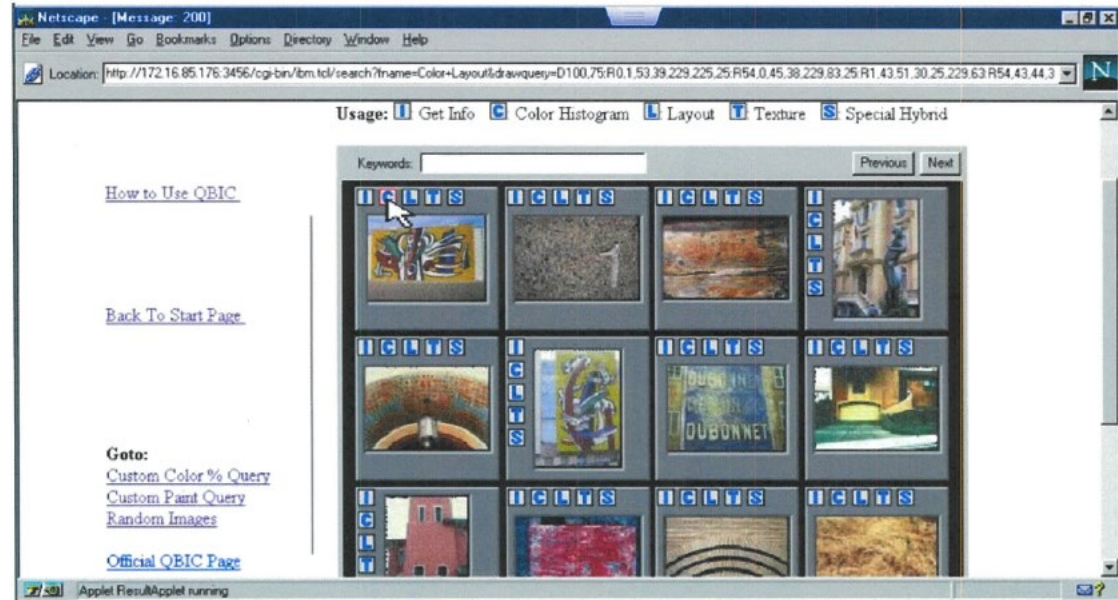 Netscape - [Message: 200]
File Edit View Go Bookmarks Options Directory Window Help
Location: http://172.16.85.176:3456/cgi-bin/ibm.tcl/search?fname=Color+Layout&drawquery=D100,75:R0,1,53,39,229,225,25:R54,0,45,38,229,83,25:R1,43,51,30,25,229,63:R54,43,44,3
N
Usage: I: Get Info C: Color Histogram L: Layout T: Texture S: Special Hybrid
Keywords: Previous Next
How to Use QBIC
Back To Start Page
Goto:
Custom Color % Query
Custom Paint Query
Random Images
Official QBIC Page
I C L T S I C L T S I C L T S I C L T S
1
I C L T S I C L T S I C L T S I C L T S
DUBONNET
I C L T I C L T S I C L T S I C L T S
Applet ResultApplet running